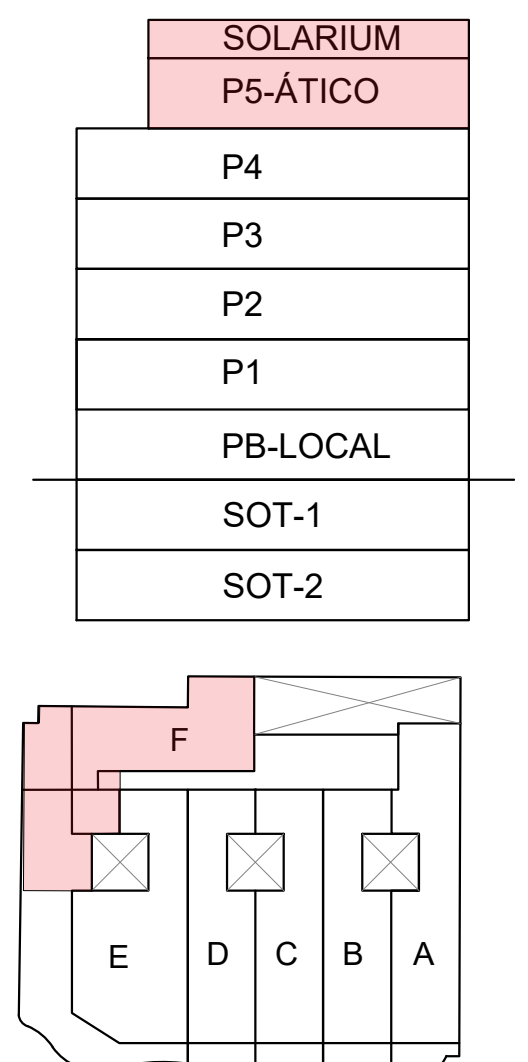 SOLARIUM
P5-ÁTICO
P4
P3
P2
P1
PB-LOCAL
SOT-1
SOT-2
F
E D C B A